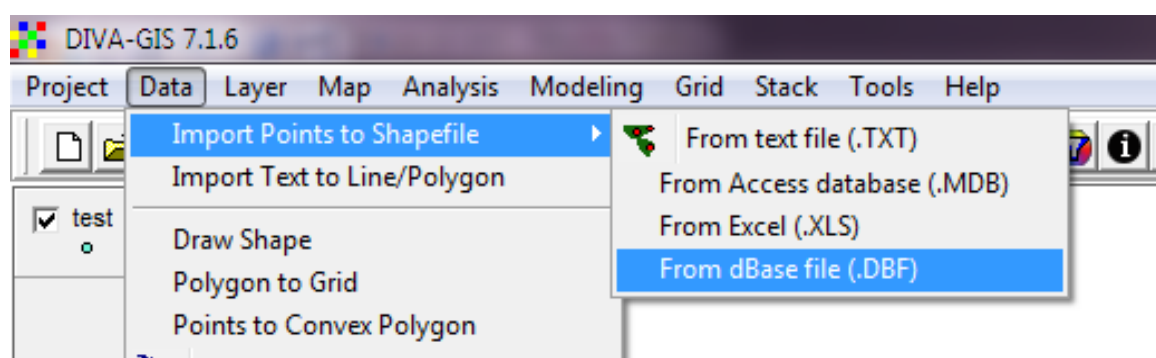 DIVA-GIS 7.1.6
Project Data Layer Map Analysis Modeling Grid Stack Tools Help
Import Points to Shapefile
From text file (.TXT)
Import Text to Line/Polygon
From Access database (.MDB)
test
Draw Shape
From Excel (.XLS)
Polygon to Grid
From dBase file (.DBF)
Points to Convex Polygon